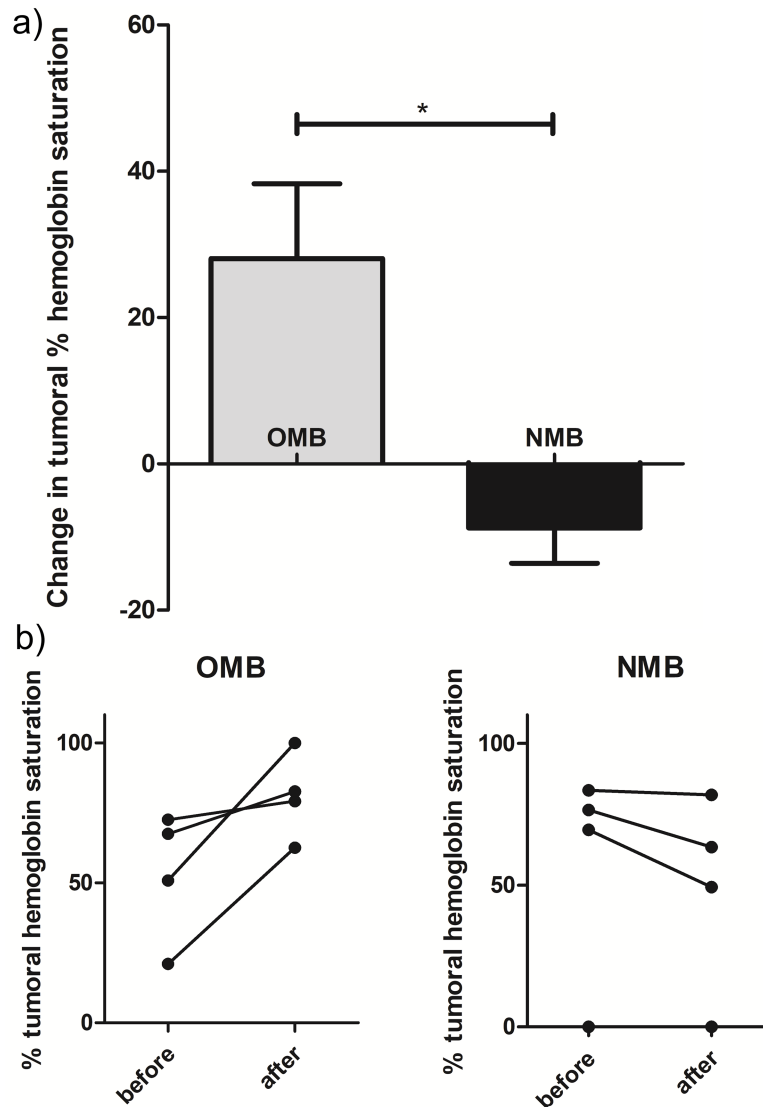 a)
Change in tumoral % hemoglobin saturation
60
40
20
0
-20
*
OMB
NMB
b)
OMB
% tumoral hemoglobin saturation
100
50
0
before
after
NMB
% tumoral hemoglobin saturation
100
50
0
before
after